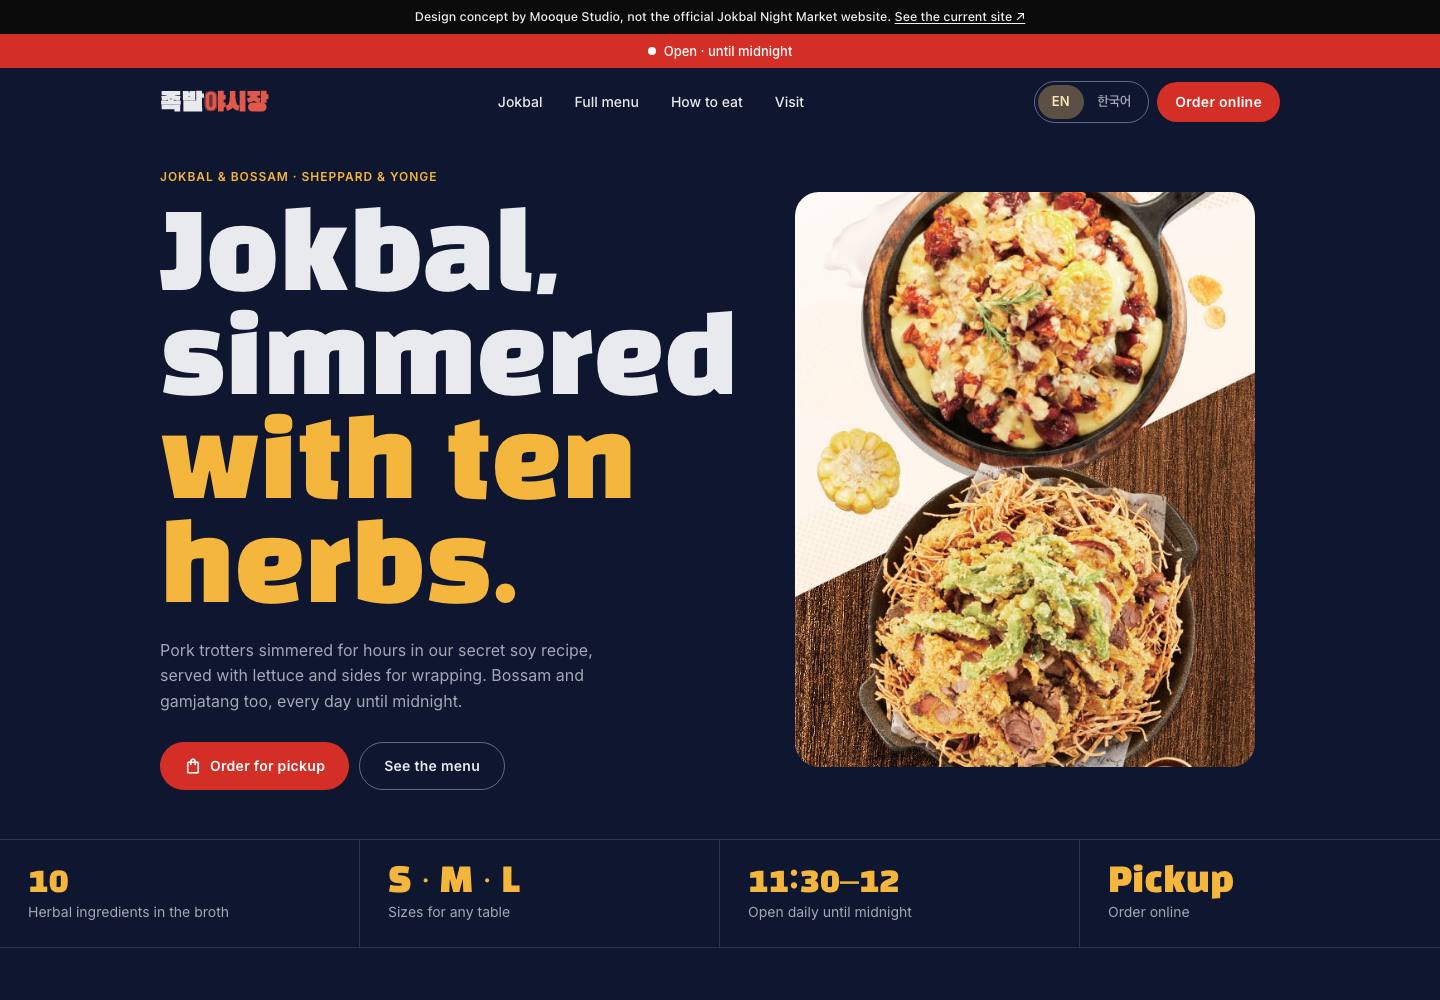 Design concept by Mooque Studio, not the official Jokbal Night Market website. See the current site ↗
Open · until midnight
족발야시장
Jokbal
Full menu
How to eat
Visit
EN
한국어
Order online
JOKBAL & BOSSAM · SHEPPARD & YONGE
Jokbal,
simmered
with ten
herbs.
Pork trotters simmered for hours in our secret soy recipe,
served with lettuce and sides for wrapping. Bossam and
gamjatang too, every day until midnight.
Order for pickup
See the menu
10
Herbal ingredients in the broth
S · M · L
Sizes for any table
11:30–12
Open daily until midnight
Pickup
Order online